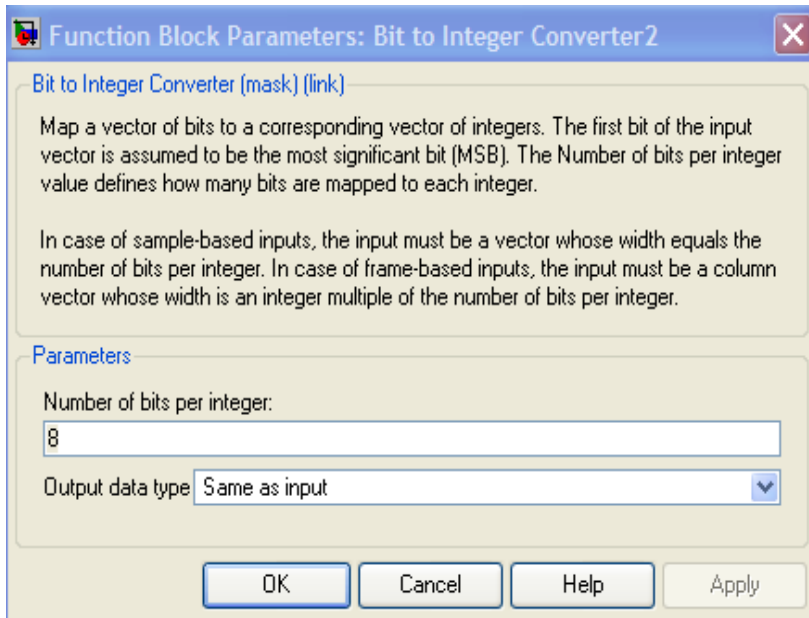 Function Block Parameters: Bit to Integer Converter2
Bit to Integer Converter (mask) (link)
Map a vector of bits to a corresponding vector of integers. The first bit of the input
vector is assumed to be the most significant bit (MSB). The Number of bits per integer
value defines how many bits are mapped to each integer.
In case of sample-based inputs, the input must be a vector whose width equals the
number of bits per integer. In case of frame-based inputs, the input must be a column
vector whose width is an integer multiple of the number of bits per integer.
Parameters
Number of bits per integer:
8
Output data type Same as input
OK Cancel Help Apply